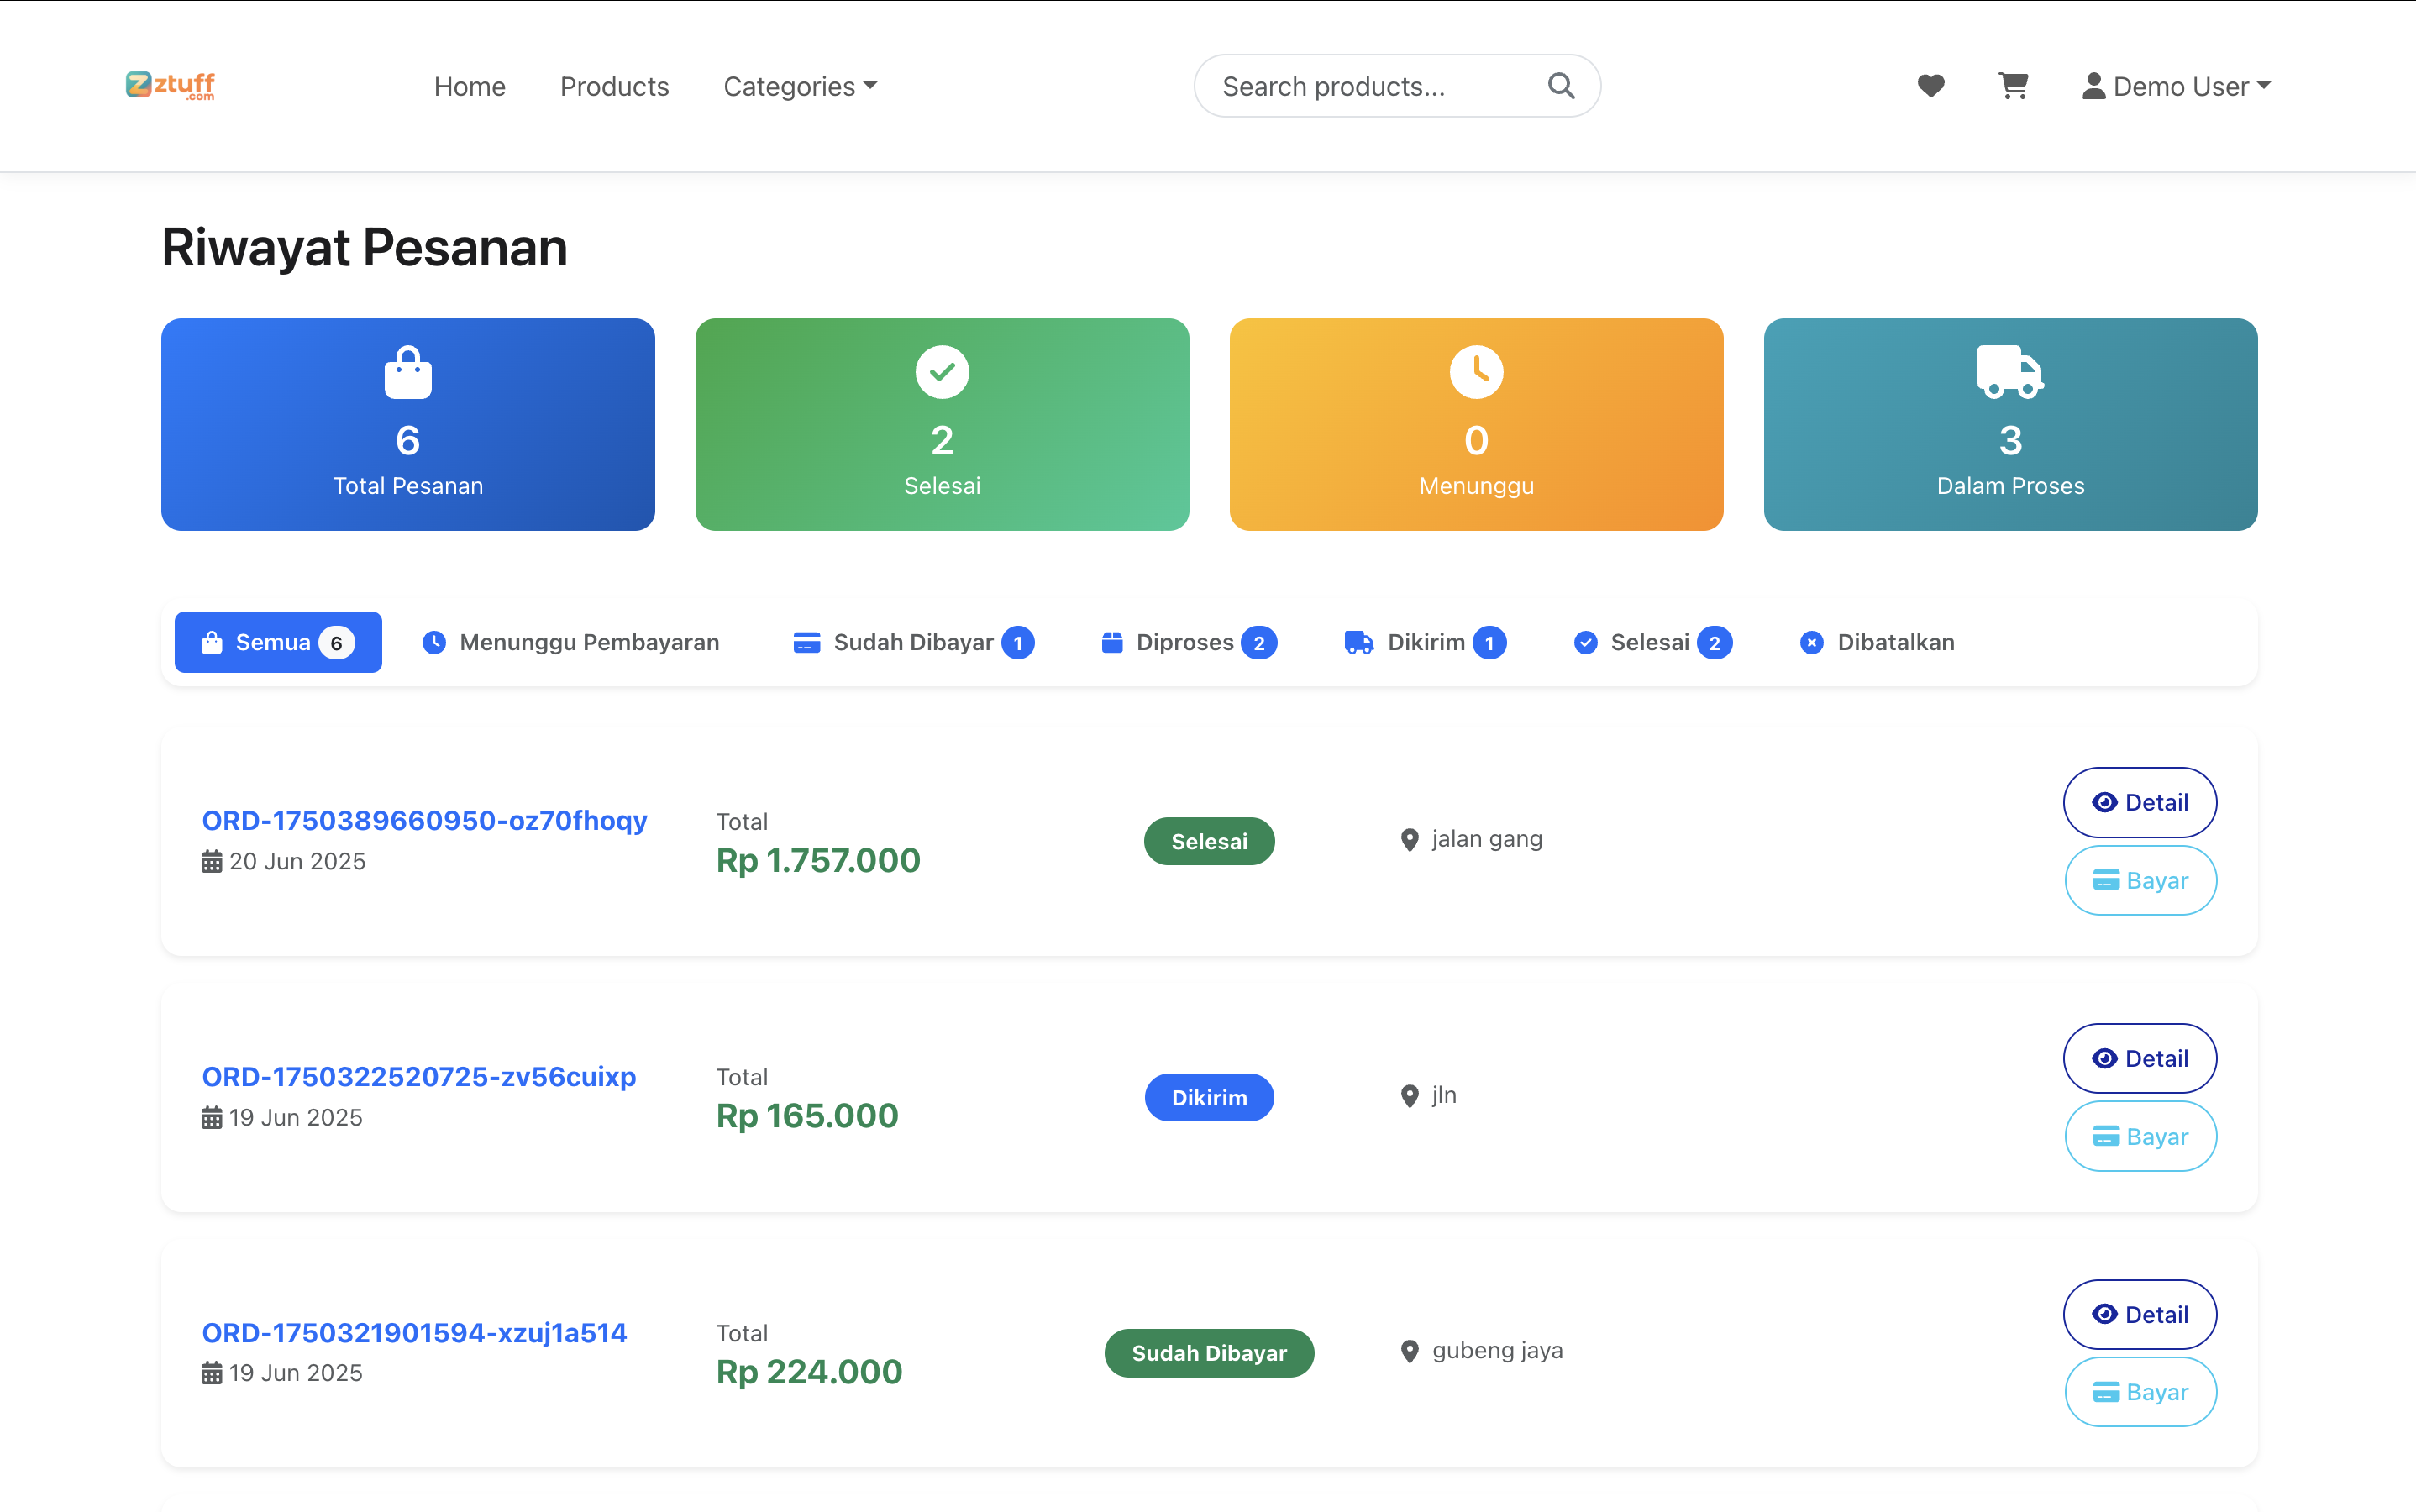 ztuff
.com
Home Products Categories Search products... Demo User
Riwayat Pesanan
6
Total Pesanan
2
Selesai
0
Menunggu
3
Dalam Proses
Semua 6 Menunggu Pembayaran Sudah Dibayar 1 Diproses 2 Dikirim 1 Selesai 2 Dibatalkan
ORD-1750389660950-oz70fhoqy
20 Jun 2025
Total
Rp 1.757.000
Selesai
jalan gang
Detail
Bayar
ORD-1750322520725-zv56cuixp
19 Jun 2025
Total
Rp 165.000
Dikirim
jln
Detail
Bayar
ORD-1750321901594-xzuj1a514
19 Jun 2025
Total
Rp 224.000
Sudah Dibayar
gubeng jaya
Detail
Bayar